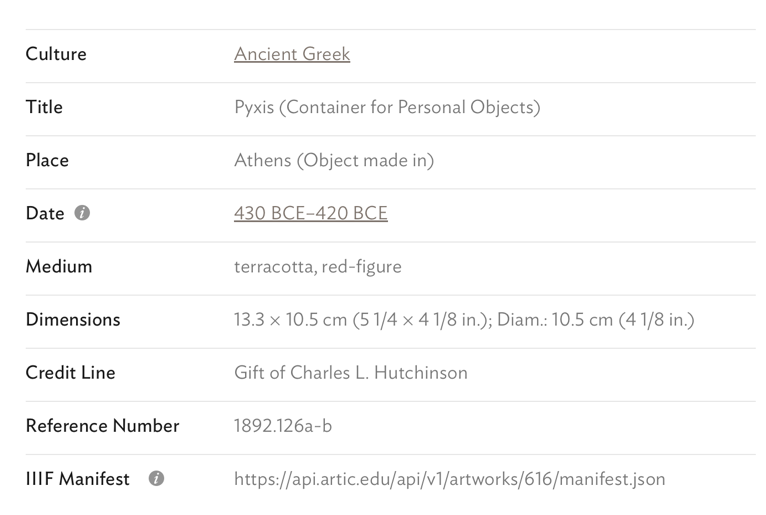 Culture Ancient Greek
Title Pyxis (Container for Personal Objects)
Place Athens (Object made in)
Date i 430 BCE–420 BCE
Medium terracotta, red-figure
Dimensions 13.3 × 10.5 cm (5 1/4 × 4 1/8 in.); Diam.: 10.5 cm (4 1/8 in.)
Credit Line Gift of Charles L. Hutchinson
Reference Number 1892.126a-b
IIIF Manifest i https://api.artic.edu/api/v1/artworks/616/manifest.json